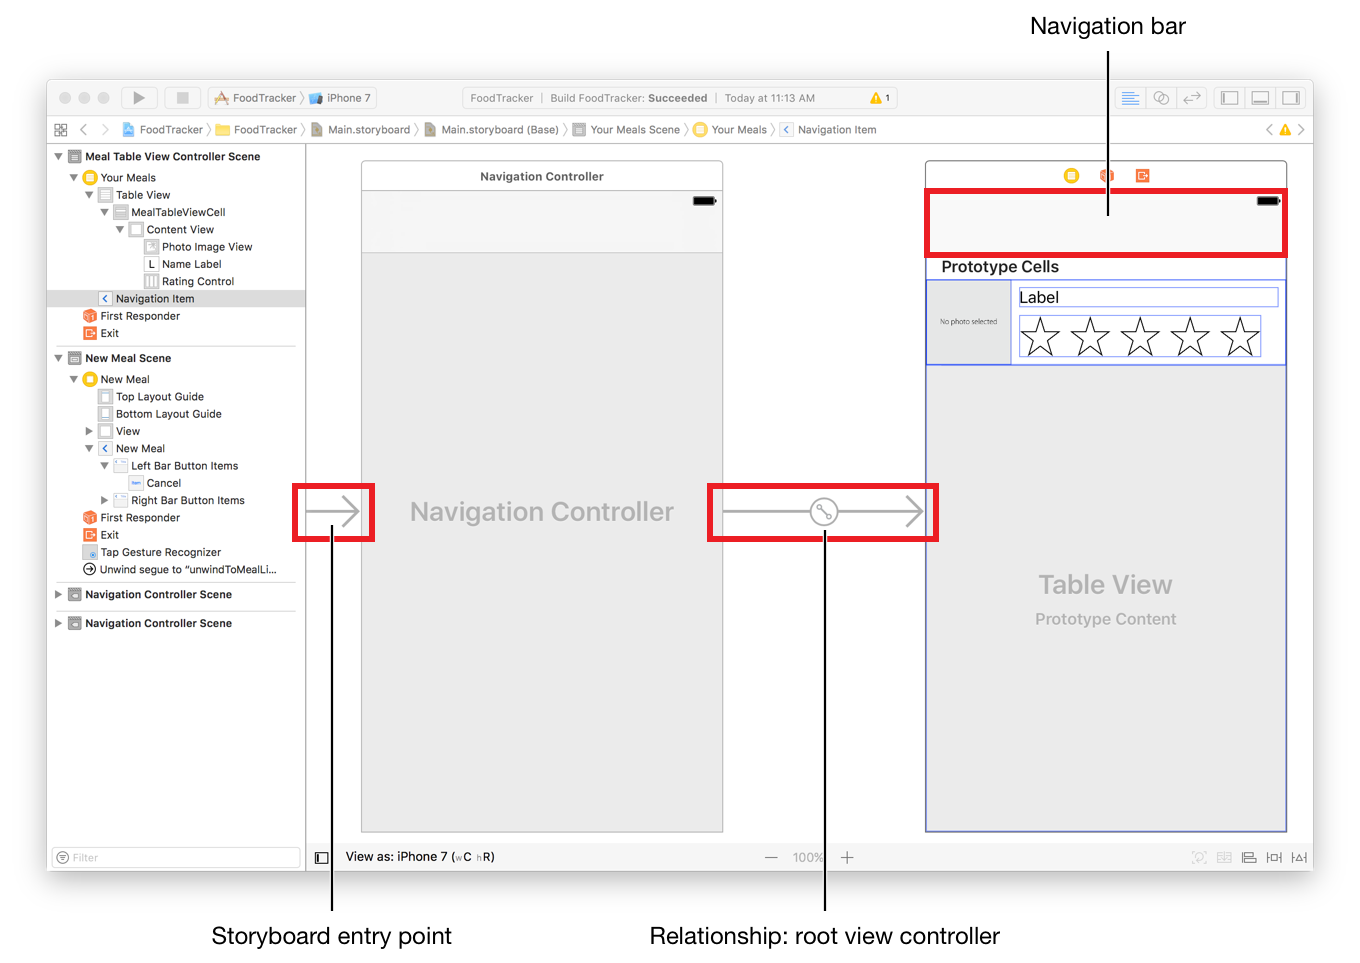 Navigation bar
FoodTracker iPhone 7
FoodTracker | Build FoodTracker: Succeeded | Today at 11:13 AM 1
FoodTracker FoodTracker Main.storyboard Main.storyboard (Base) Your Meals Scene Your Meals Navigation Item
Meal Table View Controller Scene
Your Meals
Table View
MealTableViewCell
Content View
Photo Image View
L Name Label
Rating Control
Navigation Item
First Responder
Exit
New Meal Scene
New Meal
Top Layout Guide
Bottom Layout Guide
View
New Meal
Left Bar Button Items
Cancel
Right Bar Button Items
First Responder
Exit
Tap Gesture Recognizer
Unwind segue to “unwindToMealLi...
Navigation Controller Scene
Navigation Controller Scene
Filter
Navigation Controller
Navigation Controller
Prototype Cells
No photo selected
Label
Table View
Prototype Content
View as: iPhone 7 (wC hR)
100%
Storyboard entry point
Relationship: root view controller